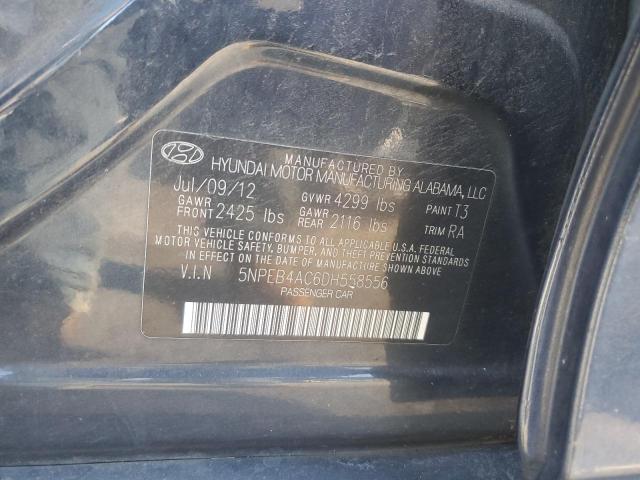 MANUFACTURED BY
HYUNDAI MOTOR MANUFACTURING ALABAMA, LLC
Jul/09/12 GVWR 4299 lbs PAINT T3
GAWR FRONT 2425 lbs GAWR REAR 2116 lbs TRIM RA
THIS VEHICLE CONFORMS TO ALL APPLICABLE U.S.A. FEDERAL
MOTOR VEHICLE SAFETY, BUMPER, AND THEFT PREVENTION STANDARDS
IN EFFECT ON THE DATE OF MANUFACTURE SHOWN ABOVE.
V.I.N 5NPEB4AC6DH558556
PASSENGER CAR